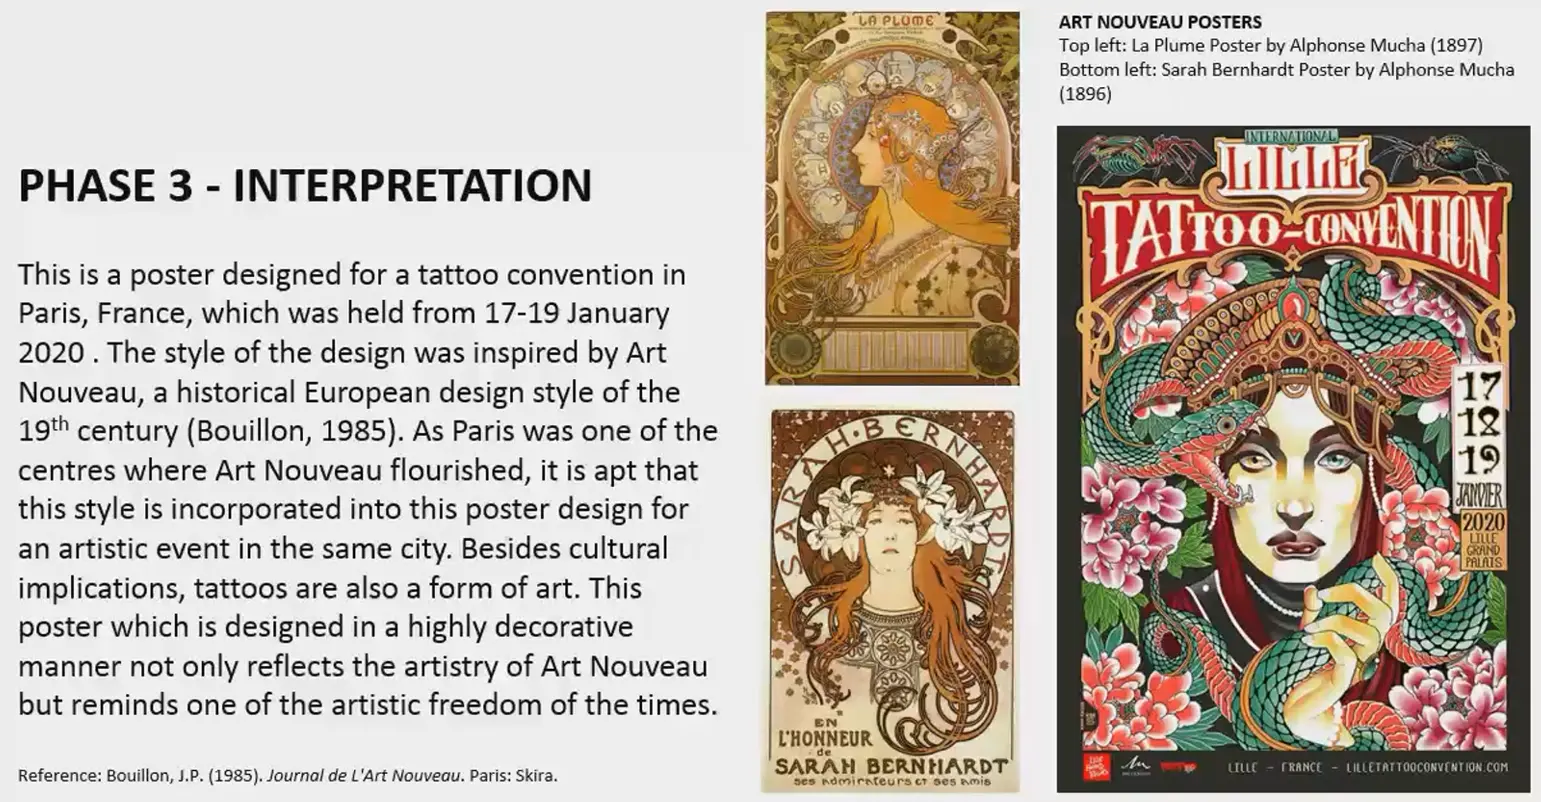 PHASE 3 - INTERPRETATION
This is a poster designed for a tattoo convention in
Paris, France, which was held from 17-19 January
2020 . The style of the design was inspired by Art
Nouveau, a historical European design style of the
19th century (Bouillon, 1985). As Paris was one of the
centres where Art Nouveau flourished, it is apt that
this style is incorporated into this poster design for
an artistic event in the same city. Besides cultural
implications, tattoos are also a form of art. This
poster which is designed in a highly decorative
manner not only reflects the artistry of Art Nouveau
but reminds one of the artistic freedom of the times.
Reference: Bouillon, J.P. (1985). Journal de L'Art Nouveau. Paris: Skira.
LA PLUME
SARAH·BERNHARDT
EN
L'HONNEUR
de
SARAH BERNHARDT
ses admirateurs et ses amis
ART NOUVEAU POSTERS
Top left: La Plume Poster by Alphonse Mucha (1897)
Bottom left: Sarah Bernhardt Poster by Alphonse Mucha
(1896)
INTERNATIONAL
LILLE
TATTOO-CONVENTION
17
18
19
JANVIER
2020
LILLE
GRAND
PALAIS
LILLE - FRANCE - LILLETATTOOCONVENTION.COM